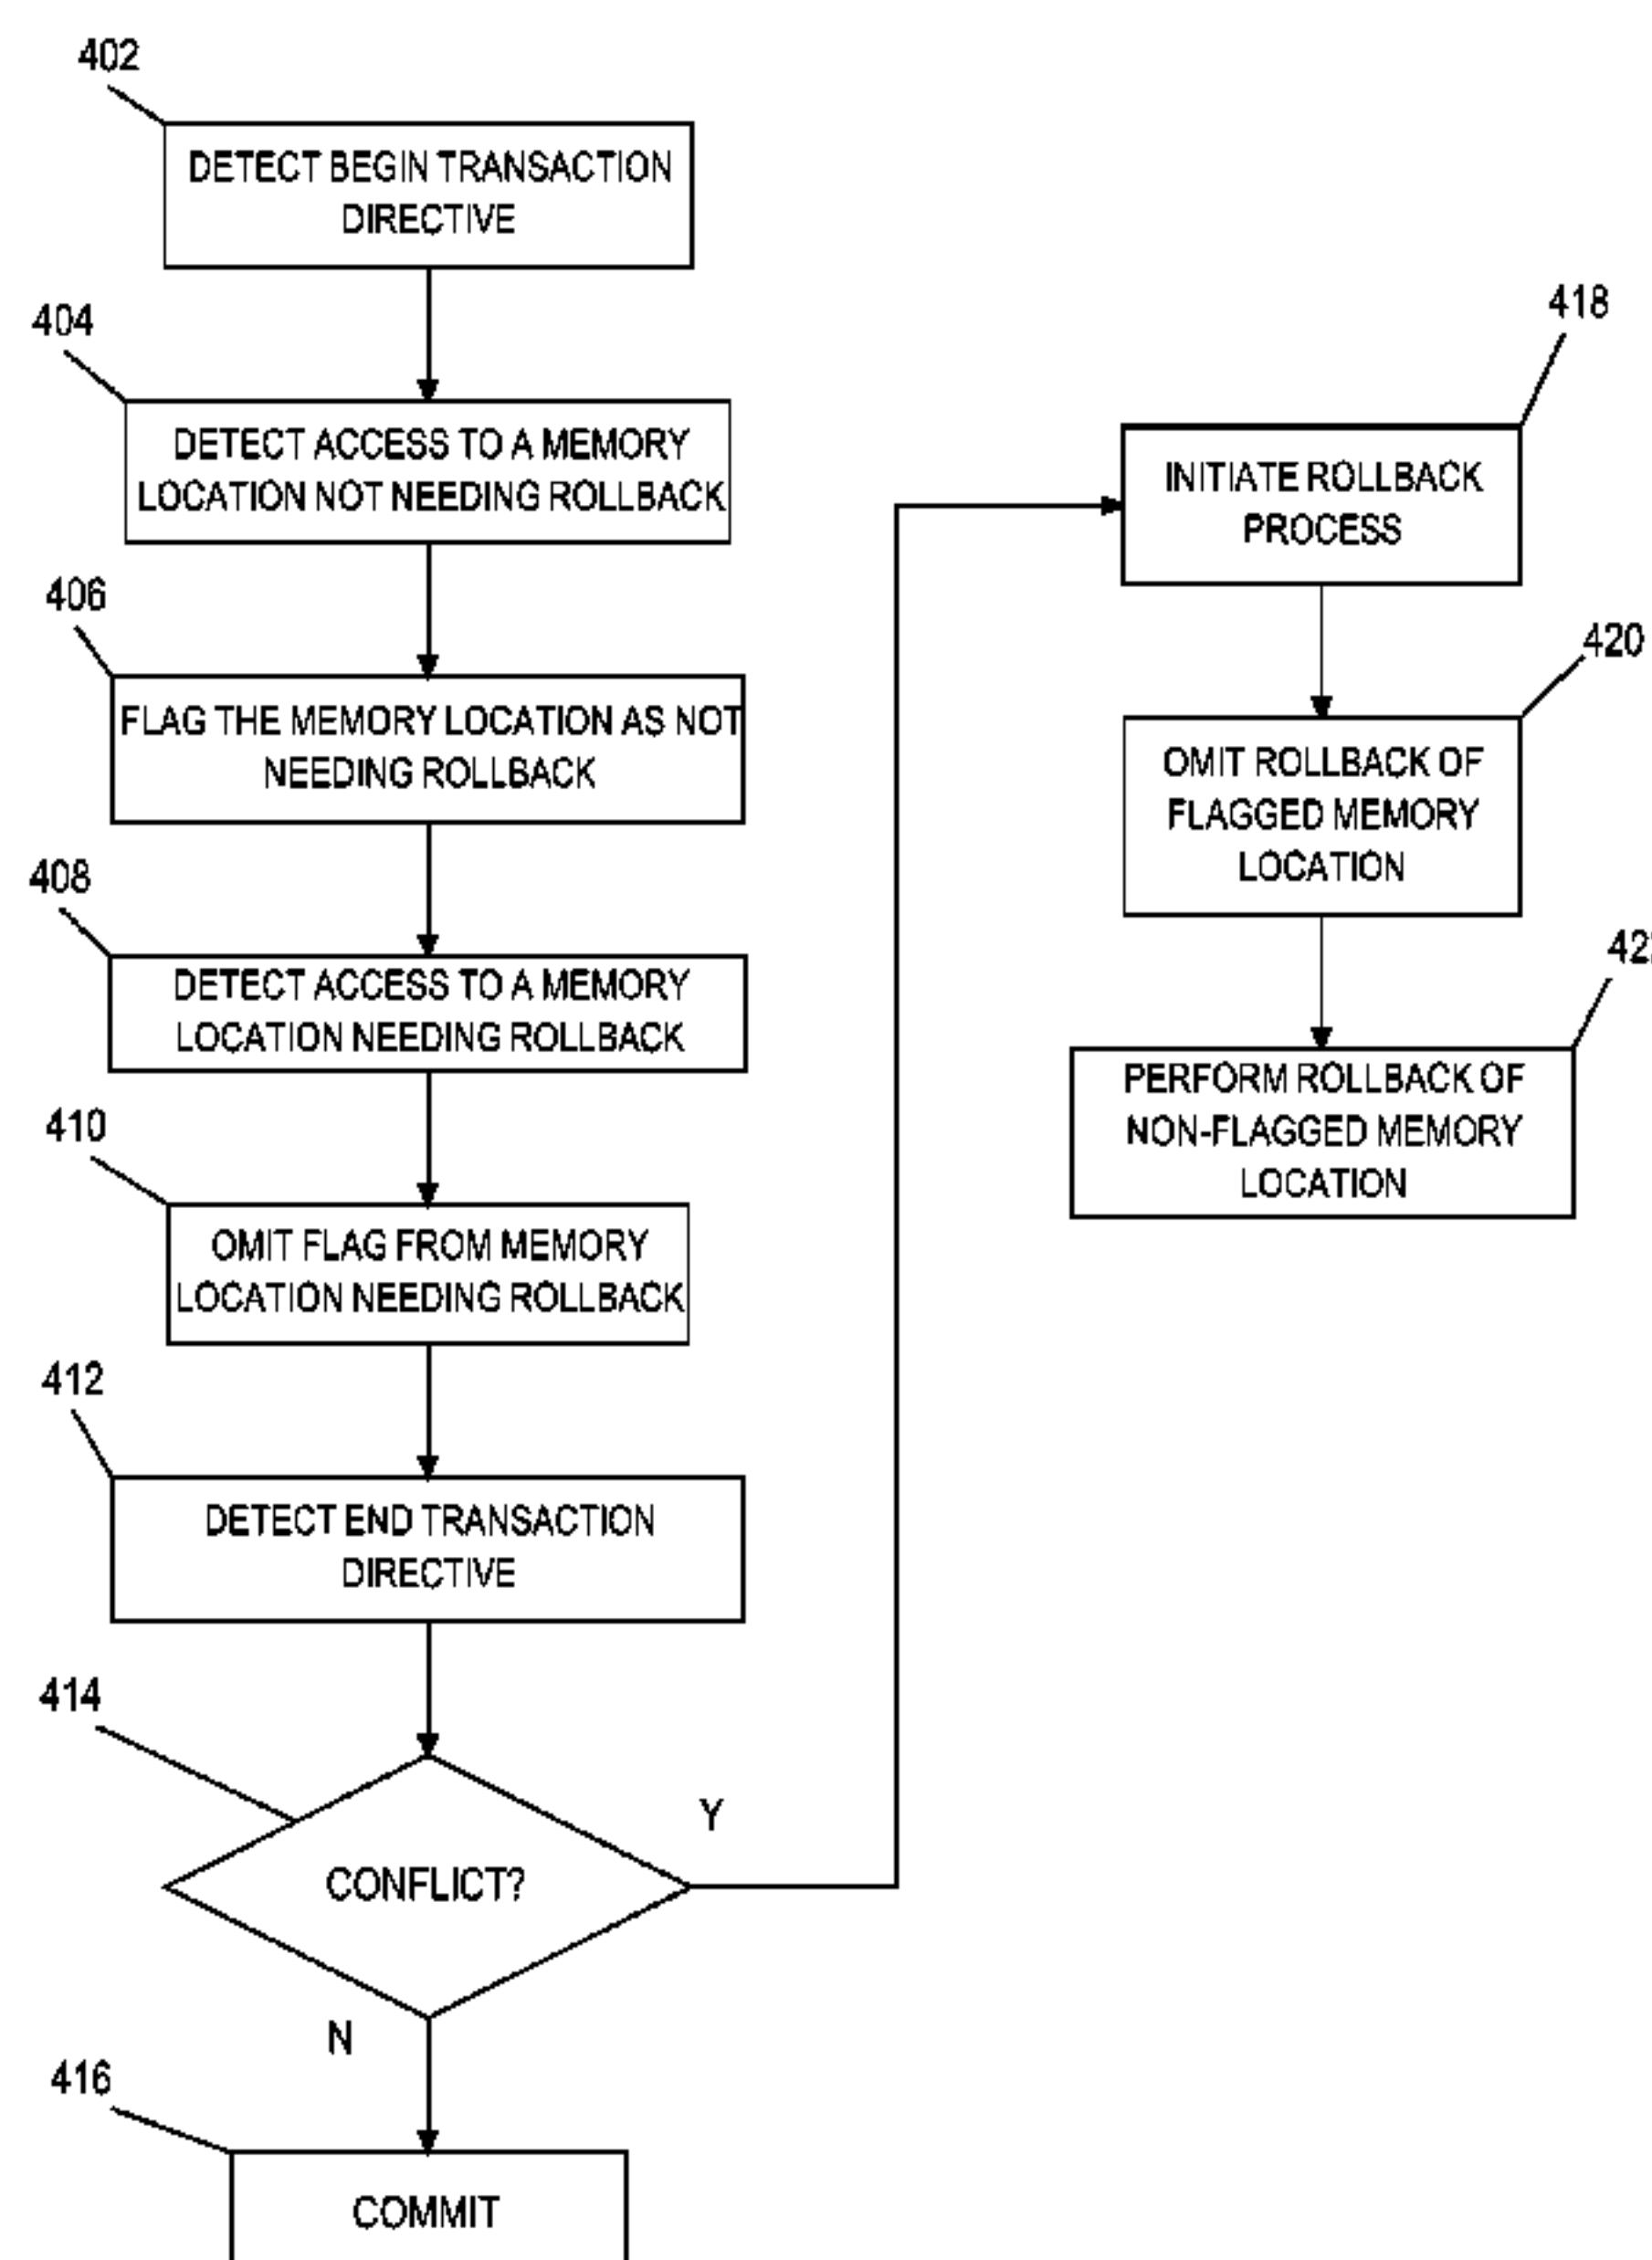 402
DETECT BEGIN TRANSACTION
DIRECTIVE
404
DETECT ACCESS TO A MEMORY
LOCATION NOT NEEDING ROLLBACK
406
FLAG THE MEMORY LOCATION AS NOT
NEEDING ROLLBACK
408
DETECT ACCESS TO A MEMORY
LOCATION NEEDING ROLLBACK
410
OMIT FLAG FROM MEMORY
LOCATION NEEDING ROLLBACK
412
DETECT END TRANSACTION
DIRECTIVE
414
CONFLICT?
Y
N
416
COMMIT
418
INITIATE ROLLBACK
PROCESS
420
OMIT ROLLBACK OF
FLAGGED MEMORY
LOCATION
PERFORM ROLLBACK OF
NON-FLAGGED MEMORY
LOCATION